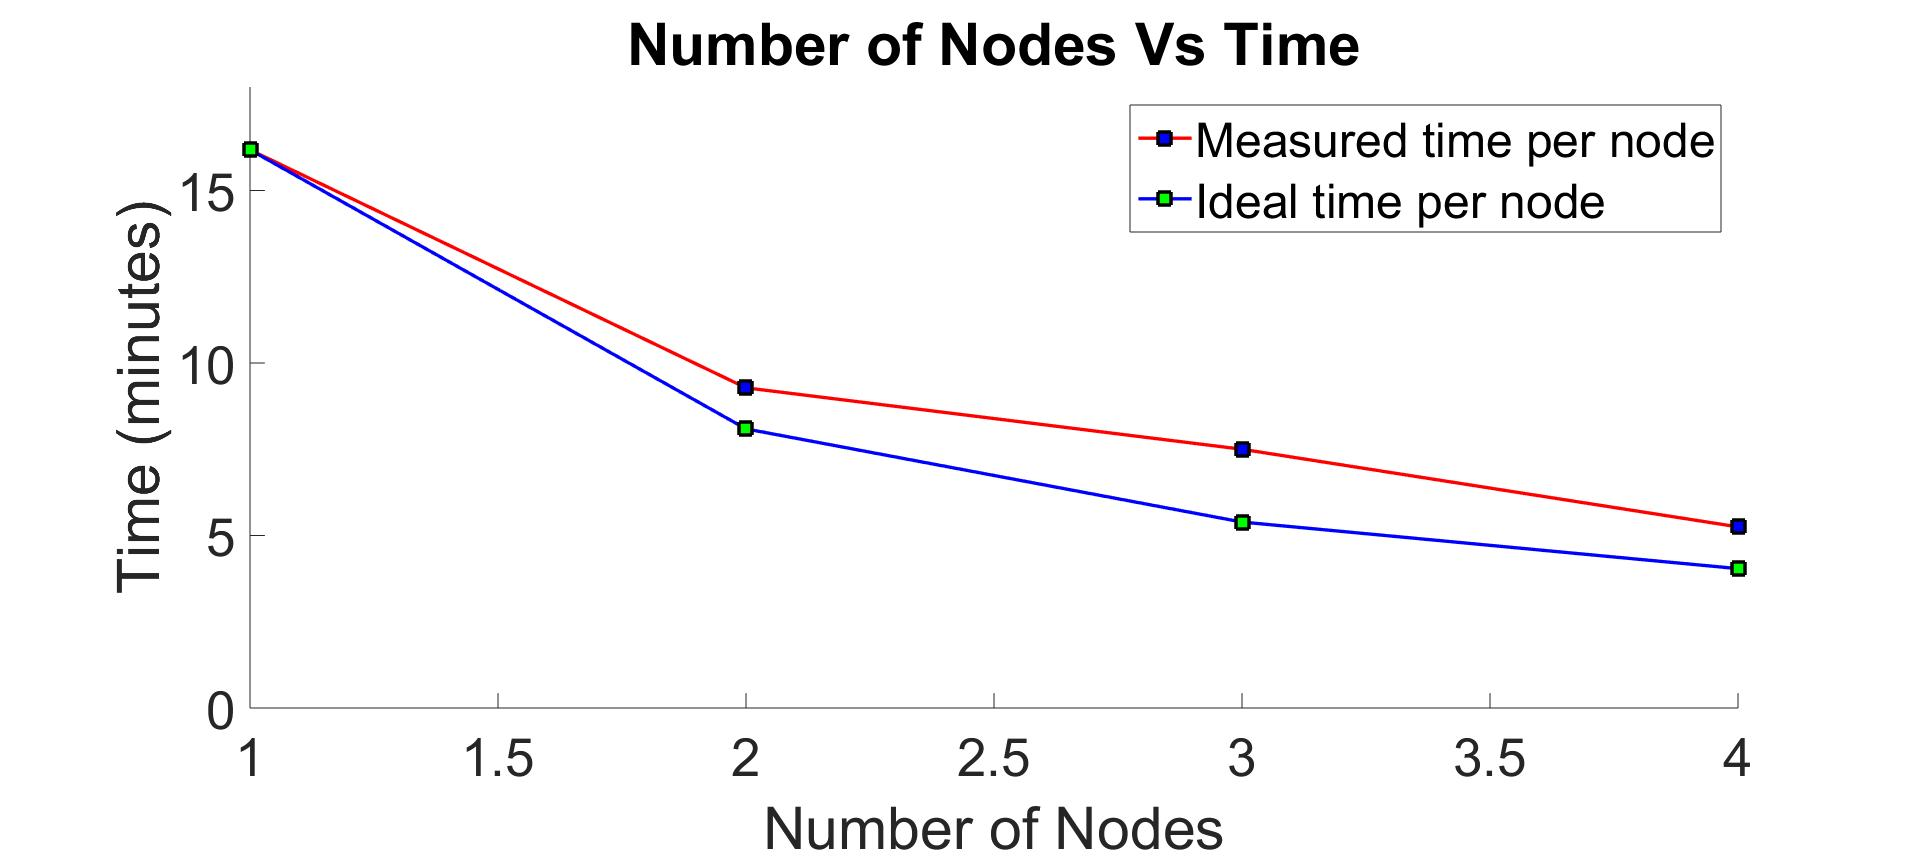 Number of Nodes Vs Time
Measured time per node
Ideal time per node
Time (minutes)
15
10
5
0
1 1.5 2 2.5 3 3.5 4
Number of Nodes